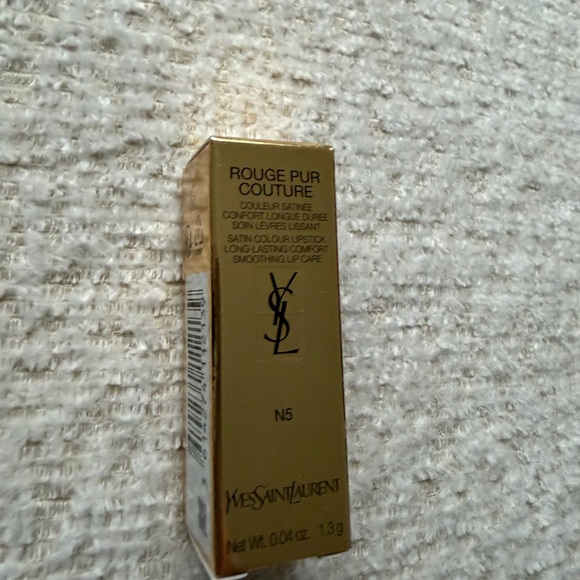 ROUGE PUR
COUTURE
COULEUR SATINÉE
CONFORT LONGUE DURÉE
SOIN LÈVRES LISSANT
SATIN COLOUR LIPSTICK
LONG-LASTING COMFORT
SMOOTHING LIP CARE
YSL
N5
YVESSAINTLAURENT
Net Wt. 0.04 oz. 1.3 g